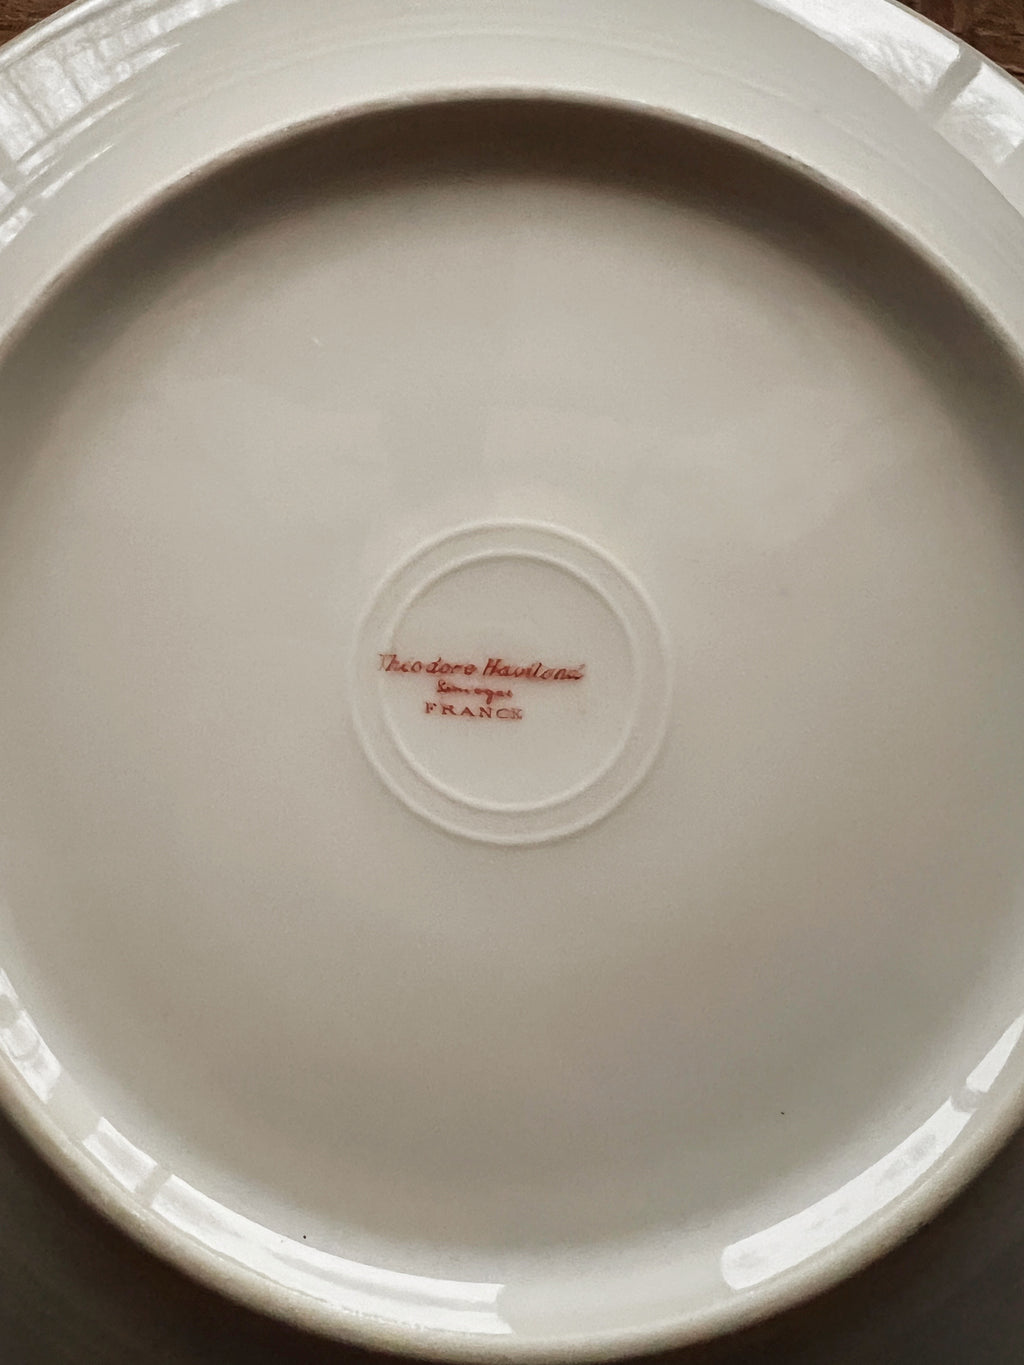 Theodore Haviland
Limoges
FRANCE